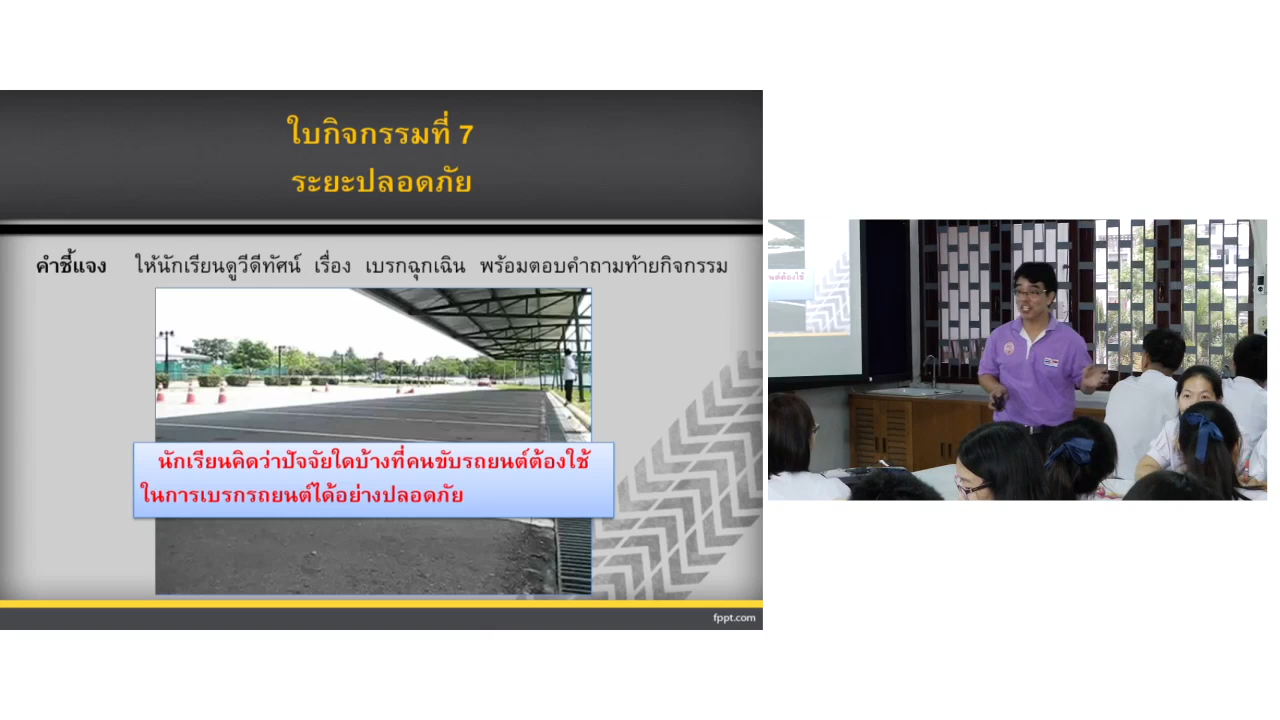 ใบกิจกรรมที่ 7
ระยะปลอดภัย
คำชี้แจง ให้นักเรียนดูวีดีทัศน์ เรื่อง เบรกฉุกเฉิน พร้อมตอบคำถามท้ายกิจกรรม
นักเรียนคิดว่าปัจจัยใดบ้างที่คนขับรถยนต์ต้องใช้
ในการเบรกรถยนต์ได้อย่างปลอดภัย
fppt.com
นต์ต้องใช้